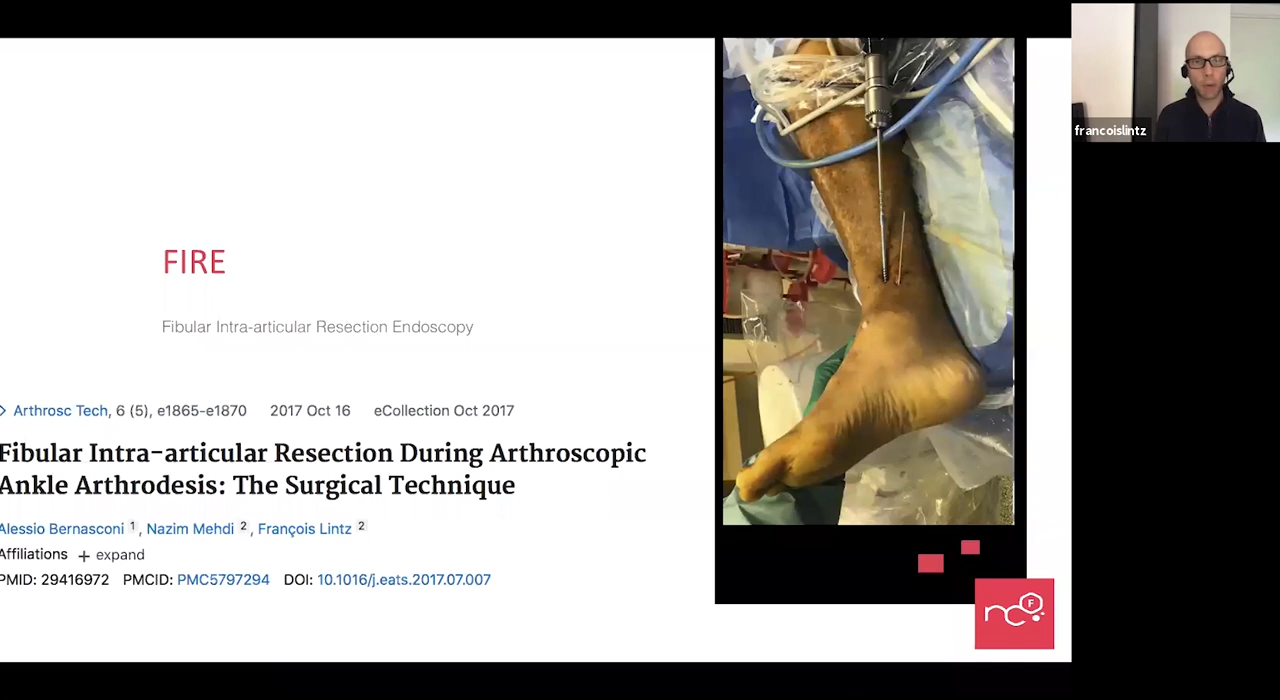 FIRE
Fibular Intra-articular Resection Endoscopy
Arthrosc Tech, 6 (5), e1865-e1870 2017 Oct 16 eCollection Oct 2017
Fibular Intra-articular Resection During Arthroscopic
Ankle Arthrodesis: The Surgical Technique
Alessio Bernasconi 1, Nazim Mehdi 2, François Lintz 2
Affiliations + expand
PMID: 29416972 PMCID: PMC5797294 DOI: 10.1016/j.eats.2017.07.007
francoislintz
nc F